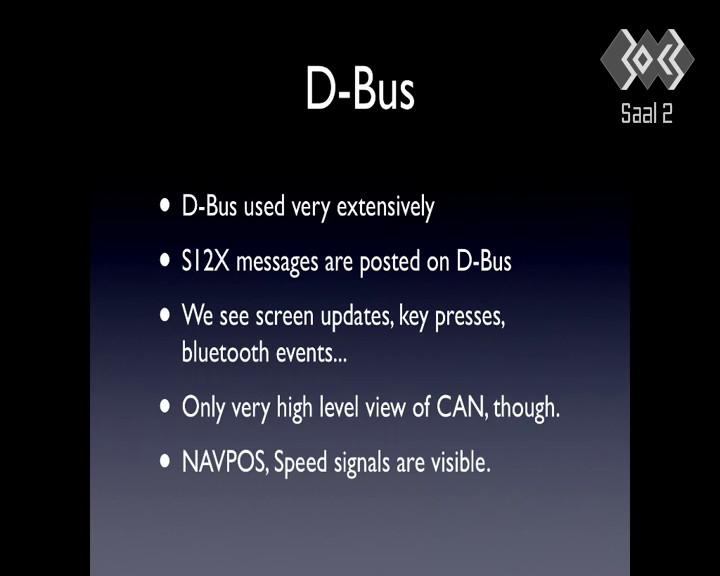 D-Bus
Saal 2
• D-Bus used very extensively
• S12X messages are posted on D-Bus
• We see screen updates, key presses,
bluetooth events...
• Only very high level view of CAN, though.
• NAVPOS, Speed signals are visible.